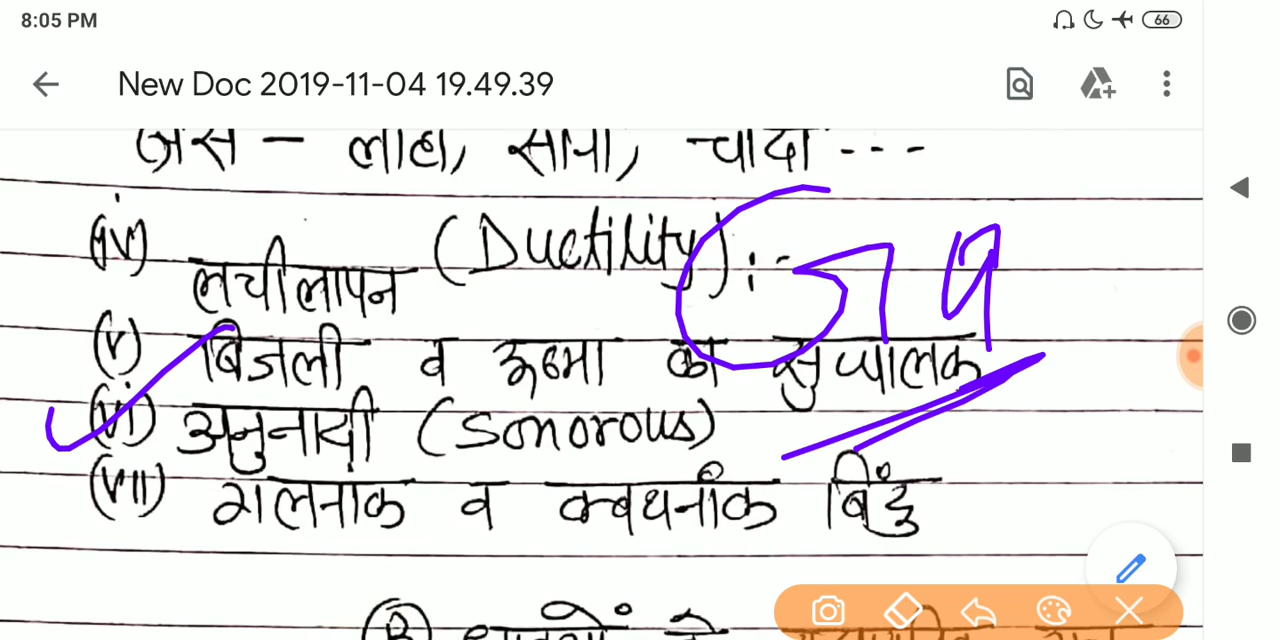 8:05 PM 66
New Doc 2019-11-04 19.49.39
जैसे - लोहा, सोना, चाँदी ---
(iv) लचीलापन (Ductility) :-
(v) बिजली व ऊष्मा का सुचालक
(vi) अनुनादी (Sonorous)
(vii) गलनांक व क्वथनांक बिंदु